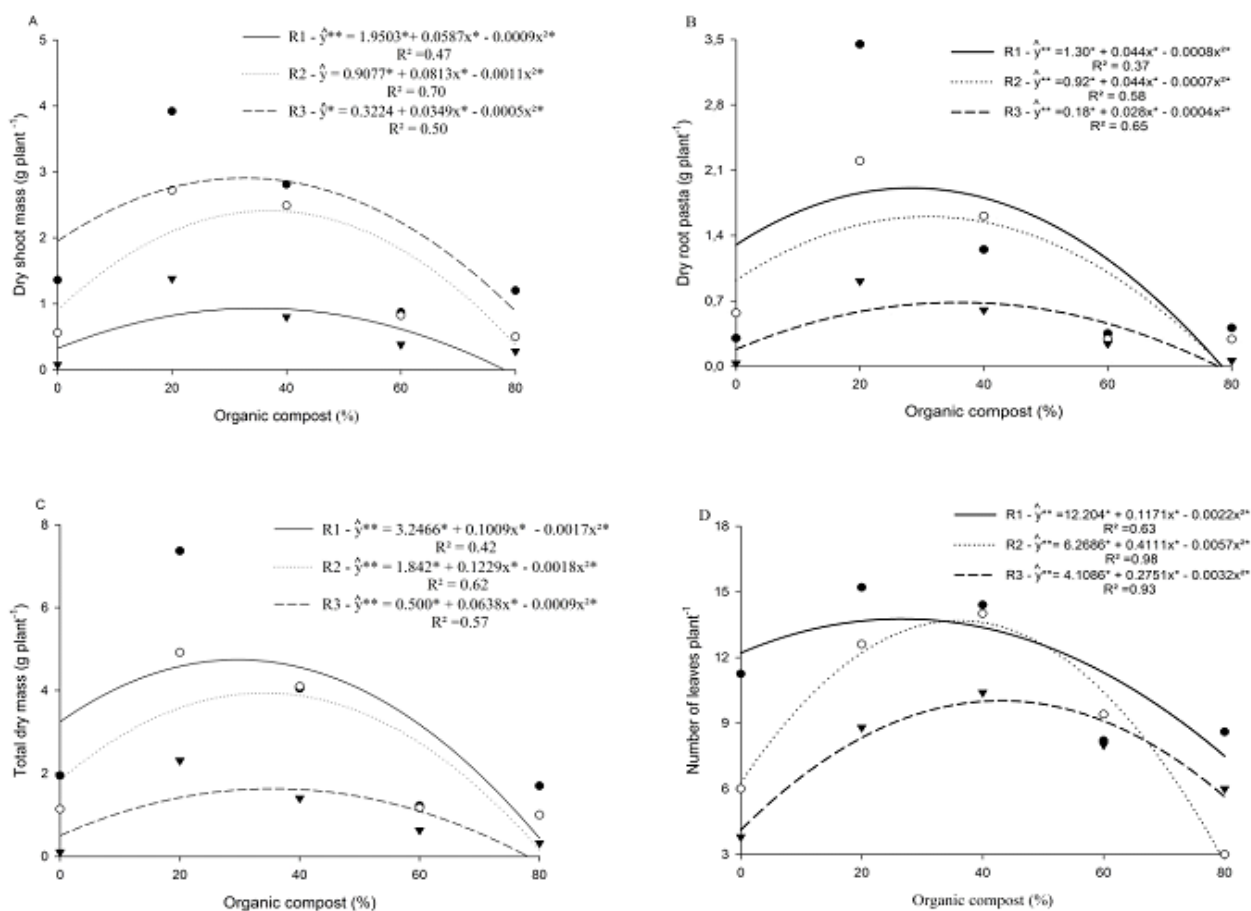 A
R1 - ŷ** = 1.9503*+ 0.0587x* - 0.0009x²*
R² =0.47
R2 - ŷ = 0.9077* + 0.0813x* - 0.0011x²*
R² = 0.70
R3 - ŷ* = 0.3224 + 0.0349x* - 0.0005x²*
R² = 0.50
Dry shoot mass (g plant ⁻¹)
5
4
3
2
1
0
0 20 40 60 80
Organic compost (%)
B
R1 - ŷ** =1.30* + 0.044x* - 0.0008x²*
R² = 0.37
R2 - ŷ** =0.92* + 0.044x* - 0.0007x²*
R² = 0.58
R3 - ŷ** =0.18* + 0.028x* - 0.0004x²*
R² = 0.65
Dry root pasta (g plant⁻¹)
3,5
2,8
2,1
1,4
0,7
0,0
0 20 40 60 80
Organic compost (%)
C
R1 - ŷ** = 3.2466* + 0.1009x* - 0.0017x²*
R² = 0.42
R2 - ŷ** = 1.842* + 0.1229x* - 0.0018x²*
R² = 0.62
R3 - ŷ** = 0.500* + 0.0638x* - 0.0009x²*
R² =0.57
Total dry mass (g plant⁻¹)
8
6
4
2
0
0 20 40 60 80
Organic compost (%)
D
R1 - ŷ** =12.204* + 0.1171x* - 0.0022x²*
R² =0.63
R2 - ŷ**= 6.2686* + 0.4111x* - 0.0057x²*
R² =0.98
R3 - ŷ**= 4.1086* + 0.2751x* - 0.0032x²*
R² =0.93
Number of leaves plant⁻¹
18
15
12
9
6
3
0 20 40 60 80
Organic compost (%)